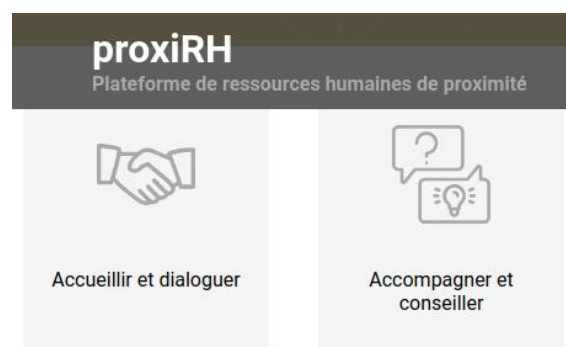 proxiRH
Plateforme de ressources humaines de proximité
?
Accueillir et dialoguer
Accompagner et
conseiller